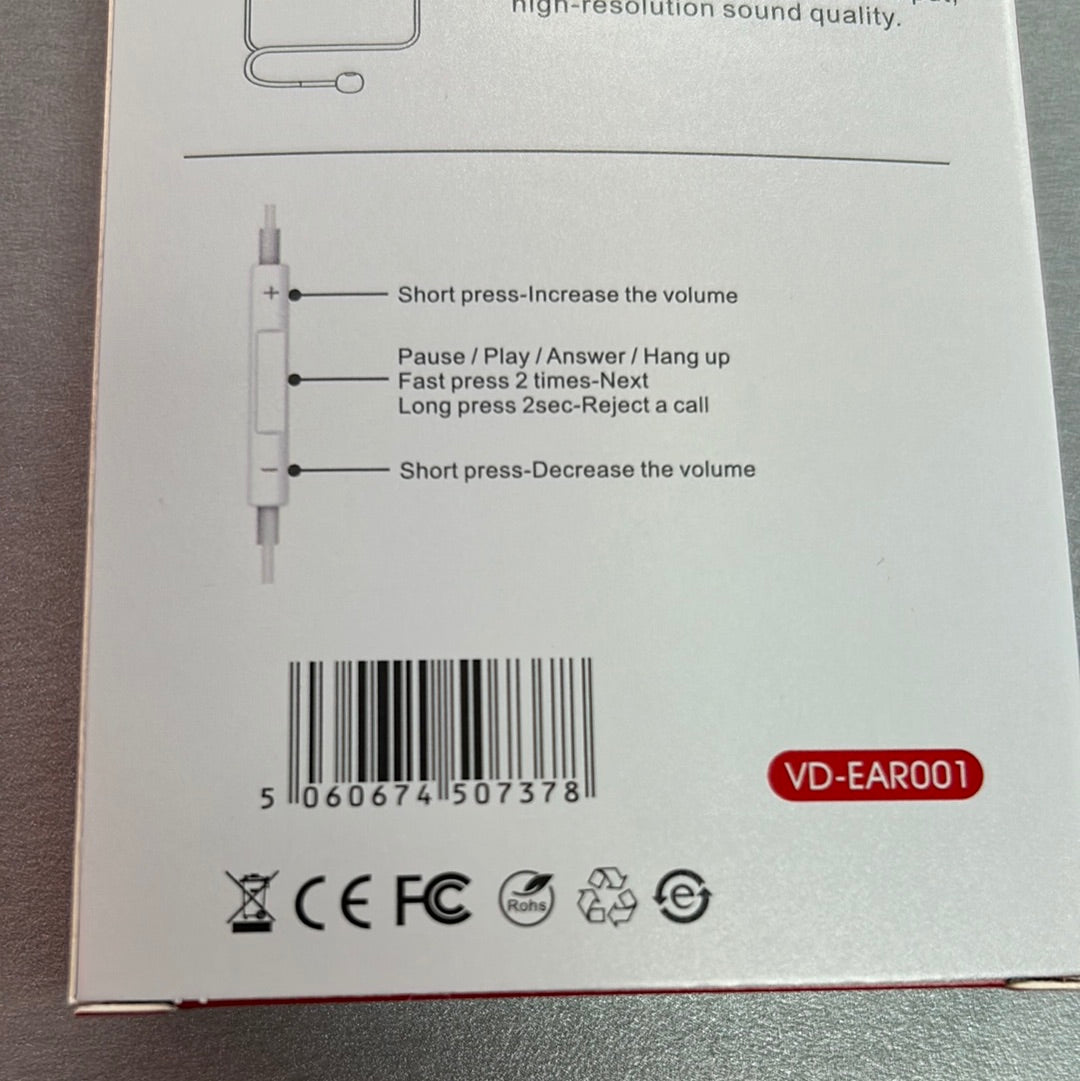 high-resolution sound quality.
+
Short press-Increase the volume
Pause / Play / Answer / Hang up
Fast press 2 times-Next
Long press 2sec-Reject a call
−
Short press-Decrease the volume
5 060674 507378
VD-EAR001
CE FC Rohs e